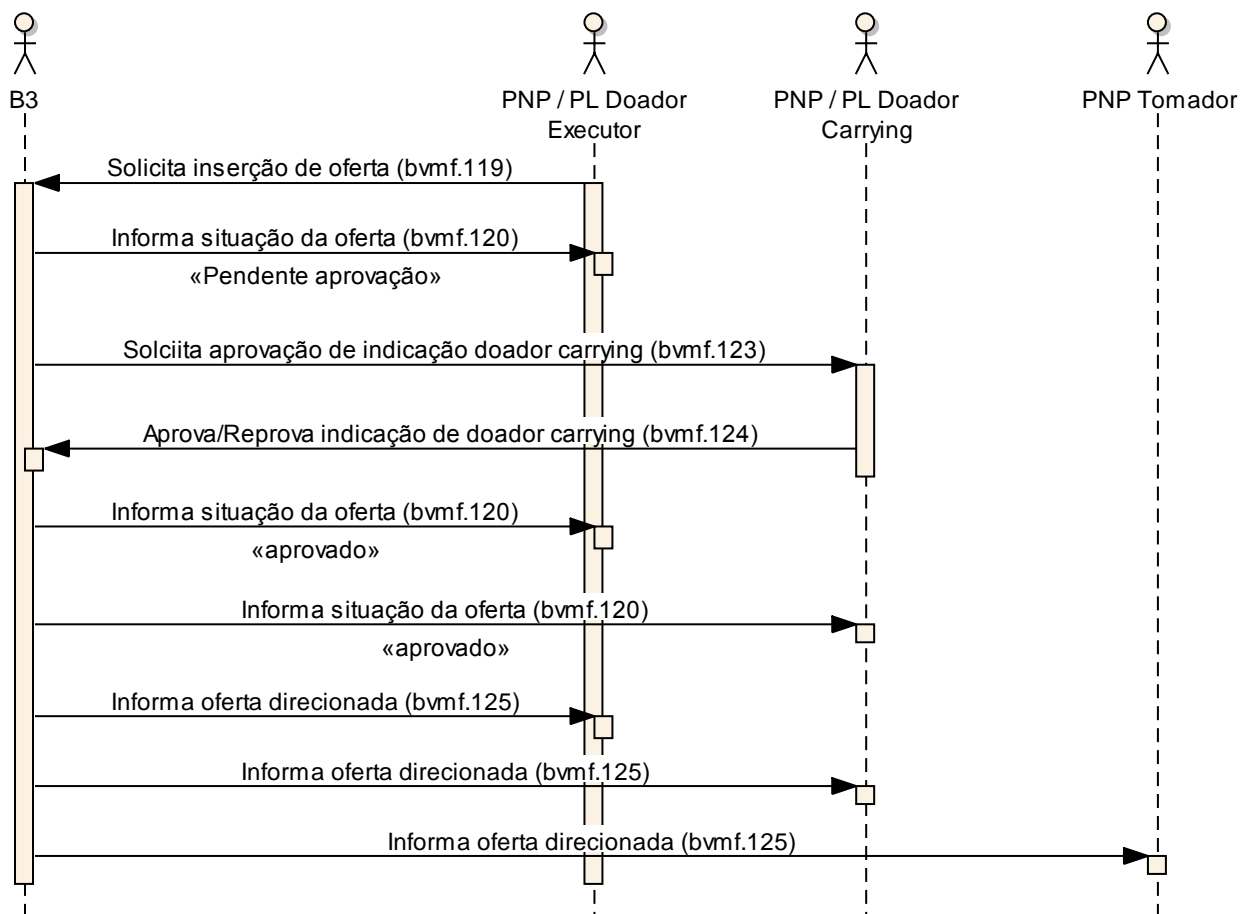 B3
PNP / PL Doador
Executor
PNP / PL Doador
Carrying
PNP Tomador
Solicita inserção de oferta (bvmf.119)
Informa situação da oferta (bvmf.120)
«Pendente aprovação»
Solciita aprovação de indicação doador carrying (bvmf.123)
Aprova/Reprova indicação de doador carrying (bvmf.124)
Informa situação da oferta (bvmf.120)
«aprovado»
Informa situação da oferta (bvmf.120)
«aprovado»
Informa oferta direcionada (bvmf.125)
Informa oferta direcionada (bvmf.125)
Informa oferta direcionada (bvmf.125)